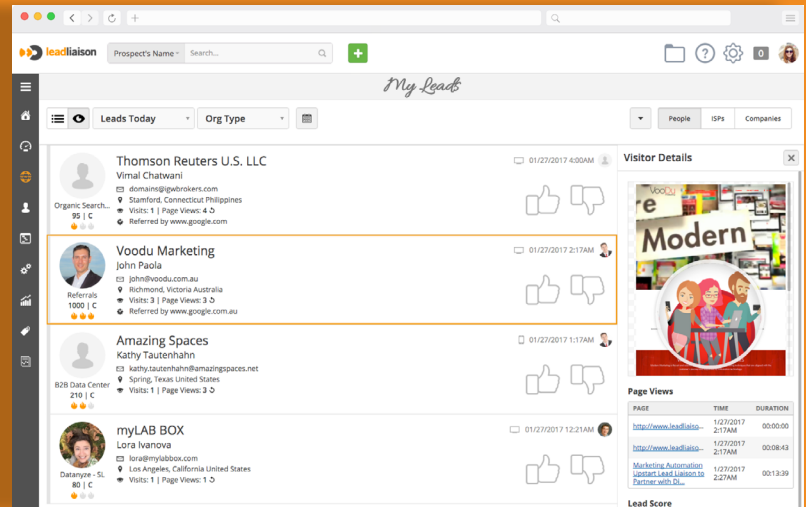 leadliaison
Prospect's Name
Search...
0
My Leads
Leads Today
Org Type
People
ISPs
Companies
Thomson Reuters U.S. LLC
01/27/2017 4:00AM
Vimal Chatwani
domains@igwbrokers.com
Stamford, Connecticut Philippines
Visits: 1 | Page Views: 4
Referred by www.google.com
Organic Search...
95 | C
Voodu Marketing
01/27/2017 2:17AM
John Paola
john@voodu.com.au
Richmond, Victoria Australia
Visits: 3 | Page Views: 3
Referred by www.google.com.au
Referrals
1000 | C
Amazing Spaces
01/27/2017 1:17AM
Kathy Tautenhahn
kathy.tautenhahn@amazingspaces.net
Spring, Texas United States
Visits: 1 | Page Views: 3
B2B Data Center
210 | C
myLAB BOX
01/27/2017 12:21AM
Lora Ivanova
lora@mylabbox.com
Los Angeles, California United States
Visits: 1 | Page Views: 1
Datanyze - SL
80 | C
Visitor Details
VooDu
re
Modern
Page Views
PAGE TIME DURATION
http://www.leadliaiso... 1/27/2017 2:17AM 00:00:00
http://www.leadliaiso... 1/27/2017 2:17AM 00:08:43
Marketing Automation
Upstart Lead Liaison to
Partner with Di...
1/27/2017
2:27AM
00:13:39
Lead Score